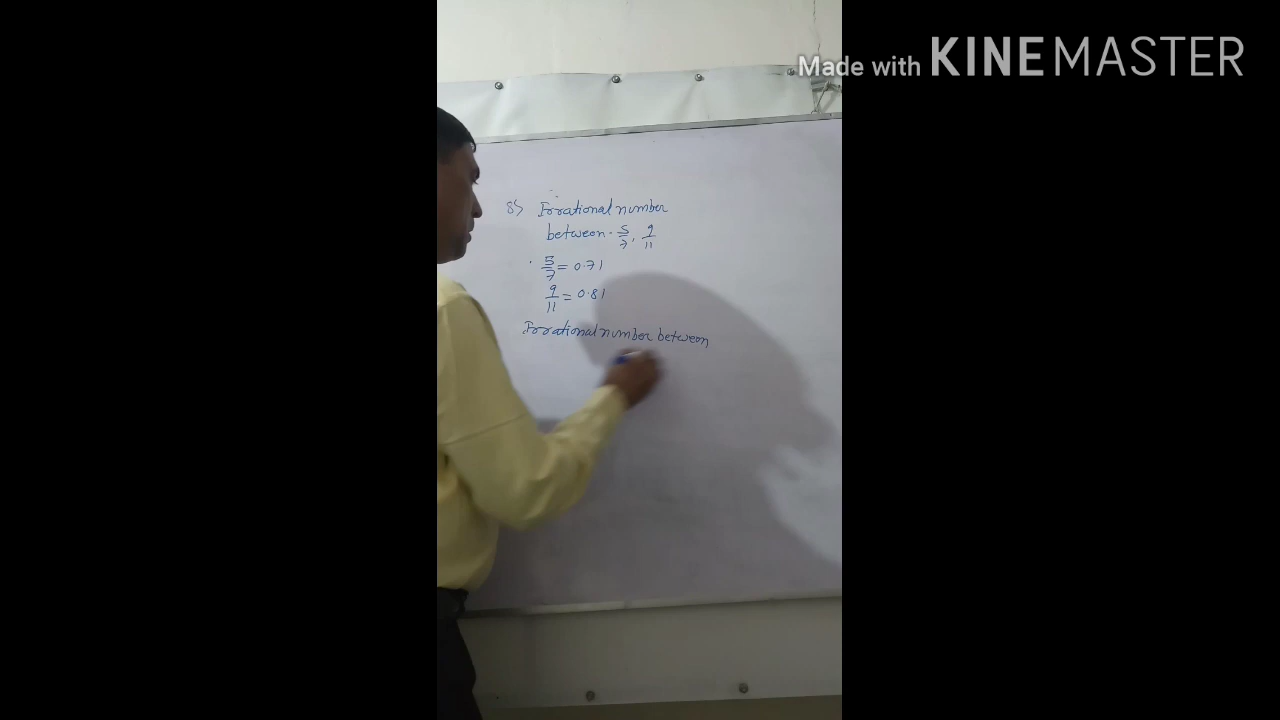 Made with KINEMASTER
8) Irrational number
between 5/7, 9/11
5/7 = 0.71
9/11 = 0.81
Irrational number between